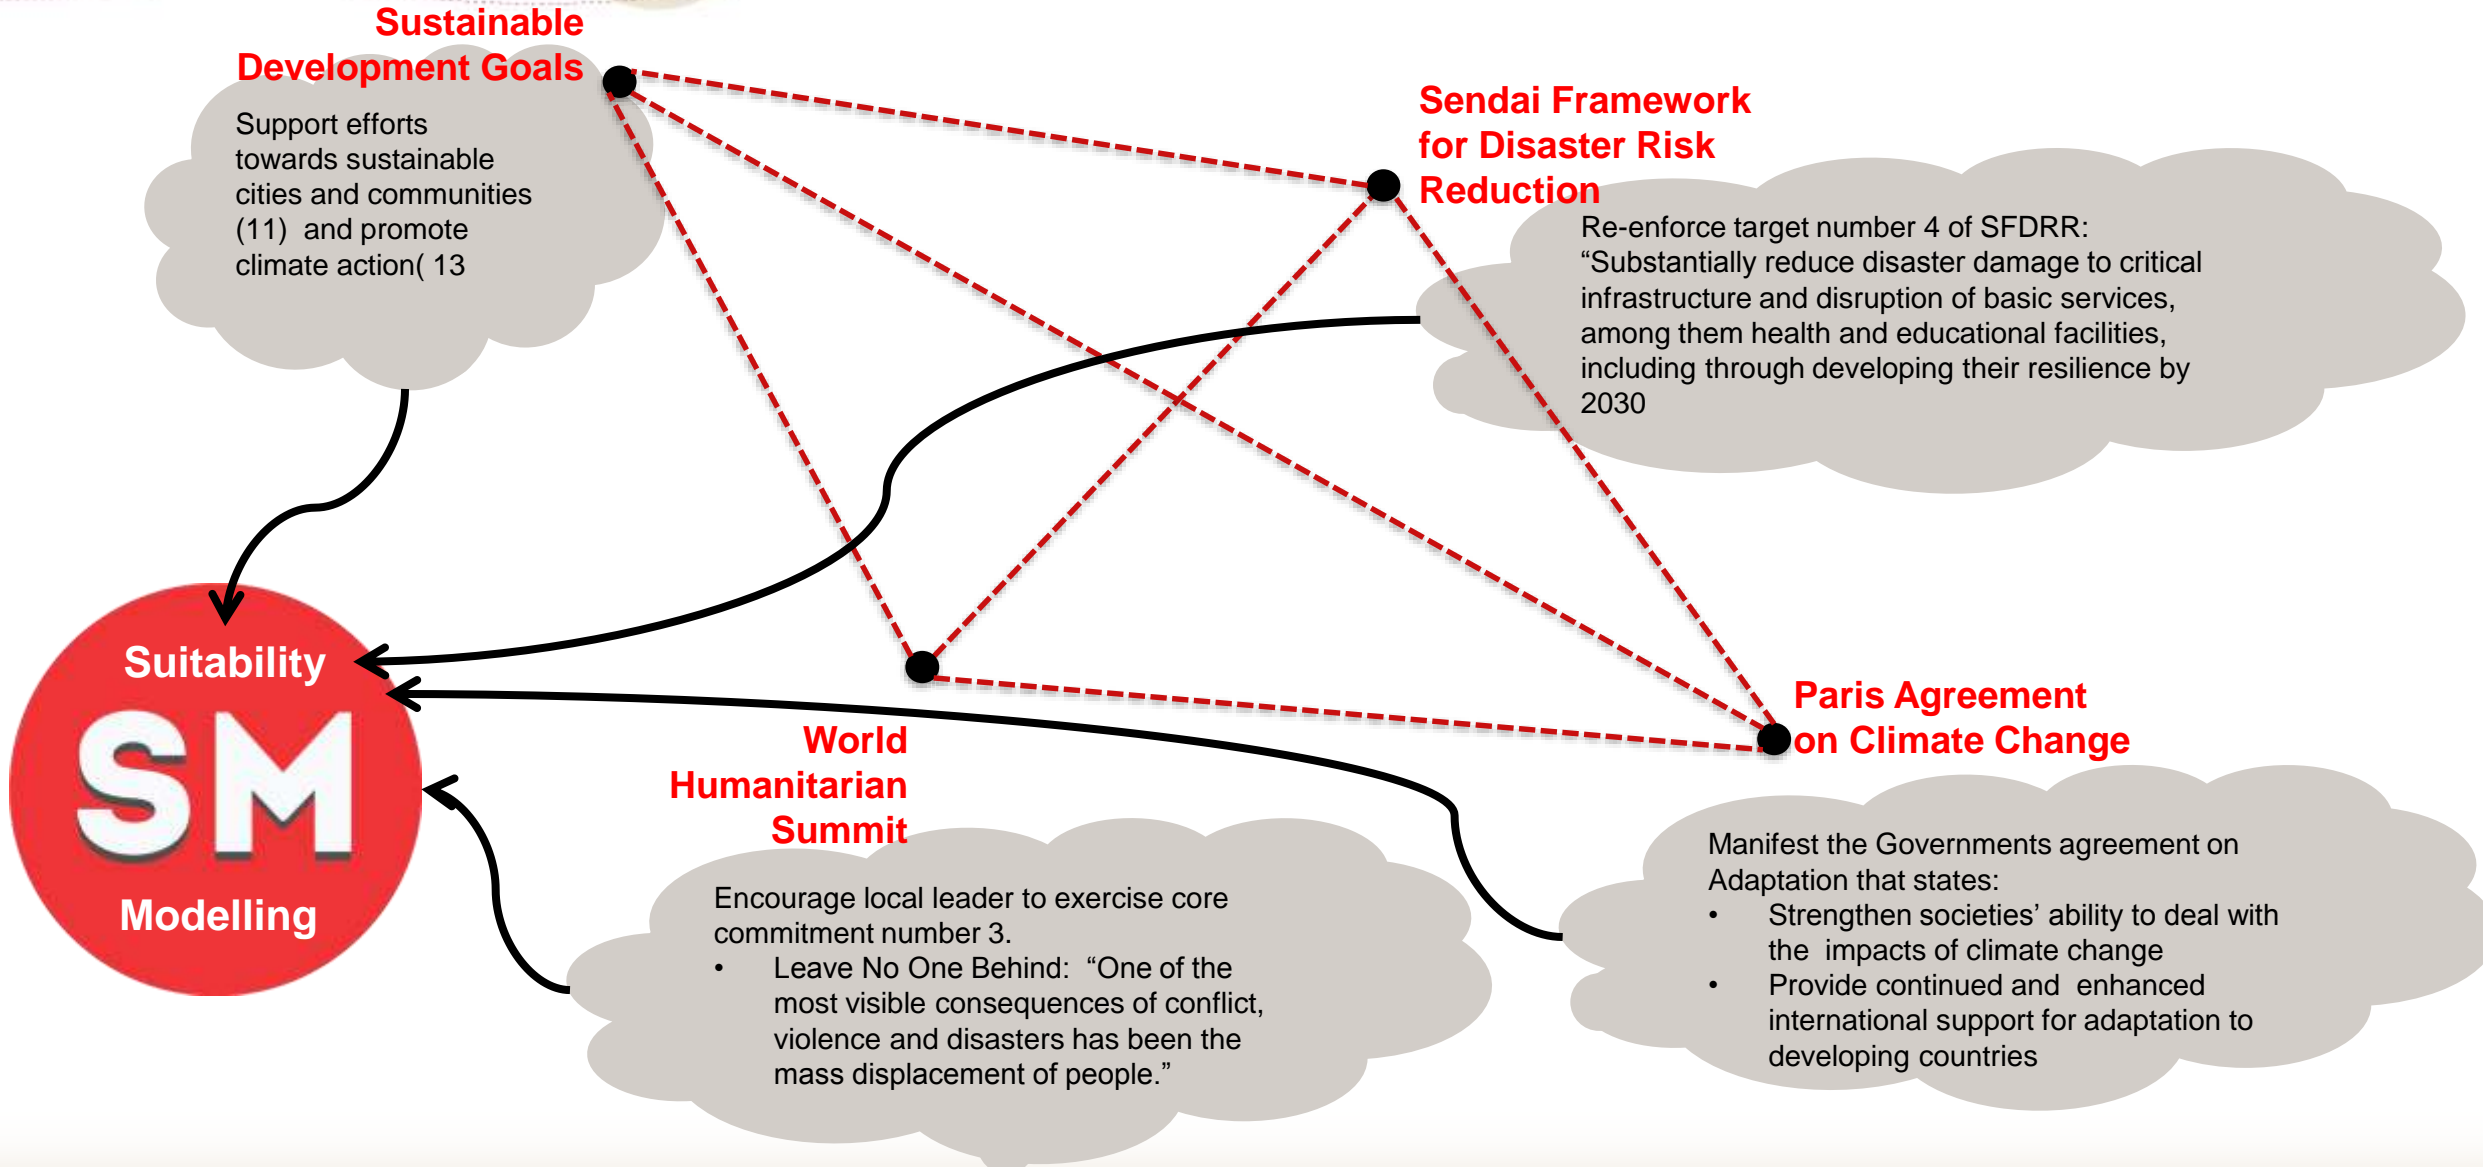 Sustainable
Development Goals
Support efforts
towards sustainable
cities and communities
(11)  and promote
climate action( 13
Sendai Framework
for Disaster Risk
Reduction
Re-enforce target number 4 of SFDRR:
“Substantially reduce disaster damage to critical
infrastructure and disruption of basic services,
among them health and educational facilities,
including through developing their resilience by
2030
Suitability
SM
Modelling
World
Humanitarian
Summit
Encourage local leader to exercise core
commitment number 3.
• Leave No One Behind:  “One of the
most visible consequences of conflict,
violence and disasters has been the
mass displacement of people.”
Paris Agreement
on Climate Change
Manifest the Governments agreement on
Adaptation that states:
• Strengthen societies’ ability to deal with
the  impacts of climate change
• Provide continued and  enhanced
international support for adaptation to
developing countries